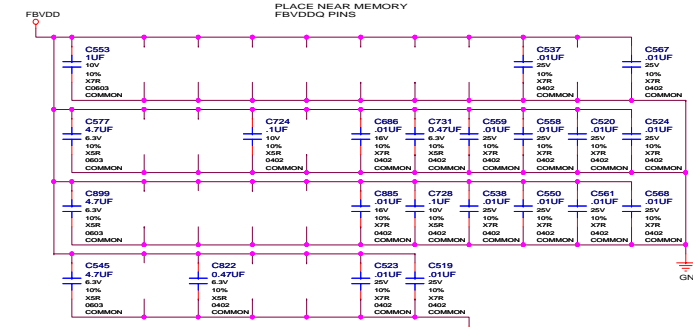 PLACE NEAR MEMORY
FBVDDQ PINS
FBVDD
C553
1UF
10V
10%
X7R
C0603
COMMON
C537
.01UF
25V
10%
X7R
0402
COMMON
C567
.01UF
25V
10%
X7R
0402
COMMON
C577
4.7UF
6.3V
10%
X5R
0603
COMMON
C724
.1UF
10V
10%
X5R
0402
COMMON
C686
.01UF
16V
10%
X7R
0402
COMMON
C731
0.47UF
6.3V
10%
X5R
0402
COMMON
C559
.01UF
25V
10%
X7R
0402
COMMON
C558
.01UF
25V
10%
X7R
0402
COMMON
C520
.01UF
25V
10%
X7R
0402
COMMON
C524
.01UF
25V
10%
X7R
0402
COMMON
C899
4.7UF
6.3V
10%
X5R
0603
COMMON
C885
.01UF
16V
10%
X7R
0402
COMMON
C728
.1UF
10V
10%
X5R
0402
COMMON
C538
.01UF
25V
10%
X7R
0402
COMMON
C550
.01UF
25V
10%
X7R
0402
COMMON
C561
.01UF
25V
10%
X7R
0402
COMMON
C568
.01UF
25V
10%
X7R
0402
COMMON
C545
4.7UF
6.3V
10%
X5R
0603
COMMON
C822
0.47UF
6.3V
10%
X5R
0402
COMMON
C523
.01UF
25V
10%
X7R
0402
COMMON
C519
.01UF
25V
10%
X7R
0402
COMMON
GN